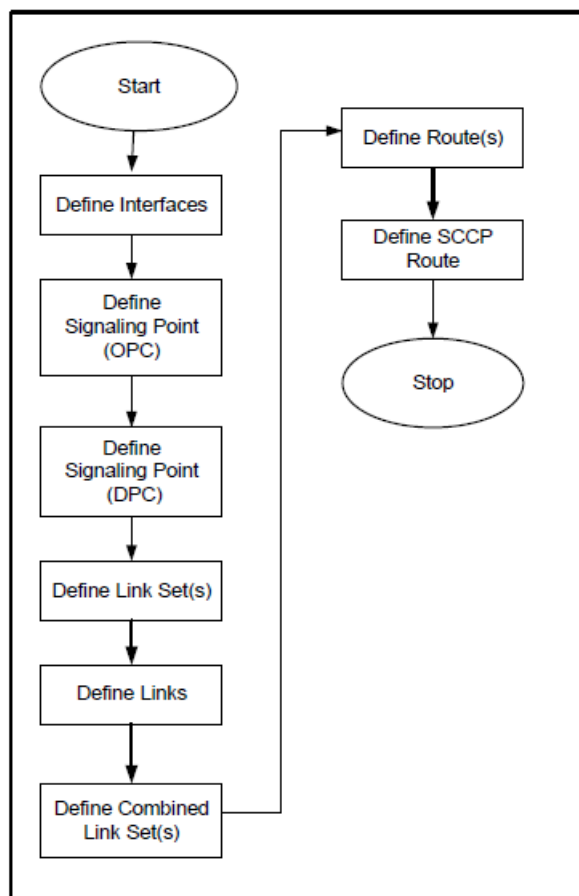 Start
Define Interfaces
Define
Signaling Point
(OPC)
Define
Signaling Point
(DPC)
Define Link Set(s)
Define Links
Define Combined
Link Set(s)
Define Route(s)
Define SCCP
Route
Stop